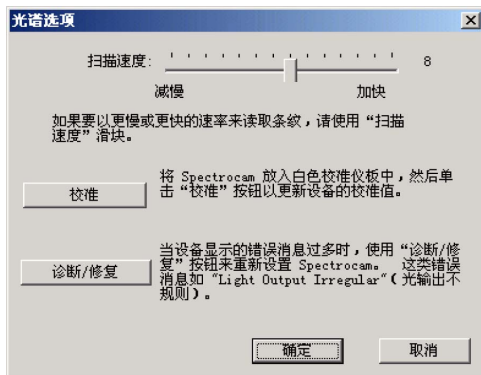 光谱选项
扫描速度: 8
减慢 加快
如果要以更慢或更快的速率来读取条纹，请使用“扫描
速度”滑块。
校准
将 Spectrocam 放入白色校准仪板中，然后单
击“校准”按钮以更新设备的校准值。
诊断/修复
当设备显示的错误消息过多时，使用“诊断/修
复”按钮来重新设置 Spectrocam。 这类错误
消息如 "Light Output Irregular"(光输出不
规则)。
确定 取消